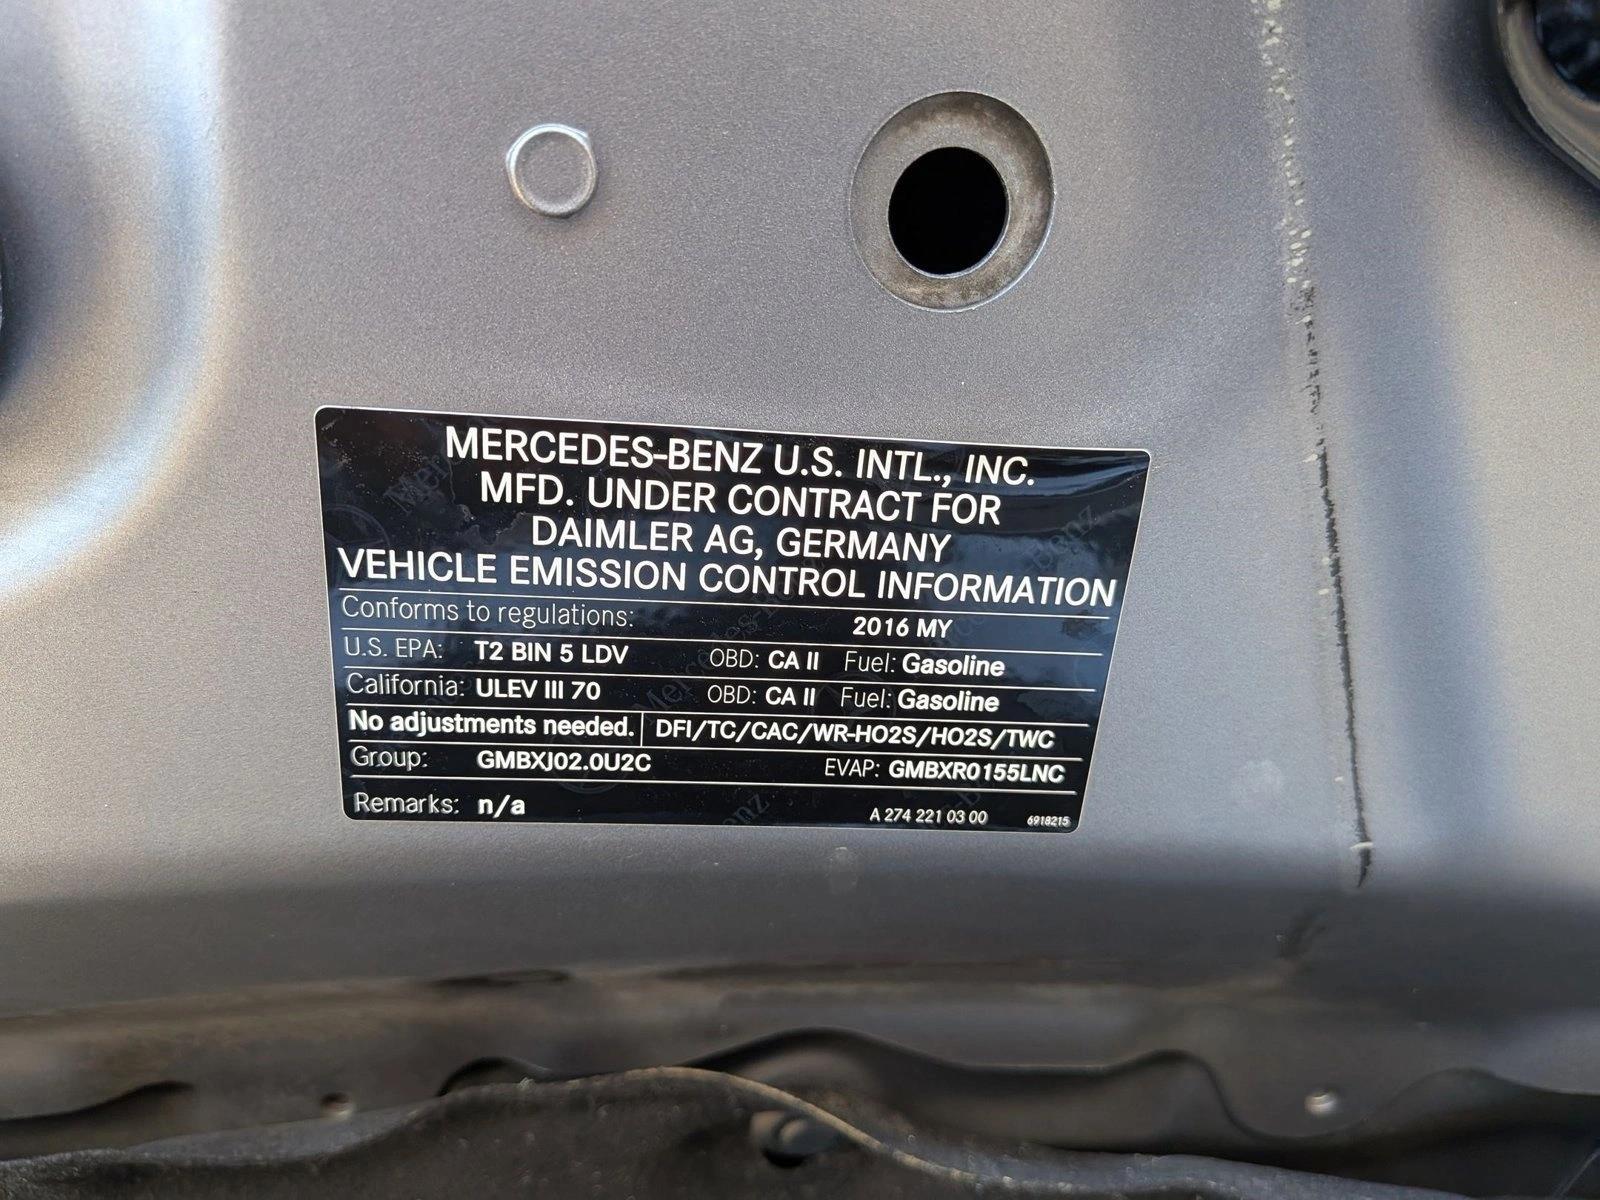 MERCEDES-BENZ U.S. INTL., INC.
MFD. UNDER CONTRACT FOR
DAIMLER AG, GERMANY
VEHICLE EMISSION CONTROL INFORMATION
Conforms to regulations: 2016 MY
U.S. EPA: T2 BIN 5 LDV OBD: CA II Fuel: Gasoline
California: ULEV III 70 OBD: CA II Fuel: Gasoline
No adjustments needed. DFI/TC/CAC/WR-HO2S/HO2S/TWC
Group: GMBXJ02.0U2C EVAP: GMBXR0155LNC
Remarks: n/a A 274 221 03 00 6918215